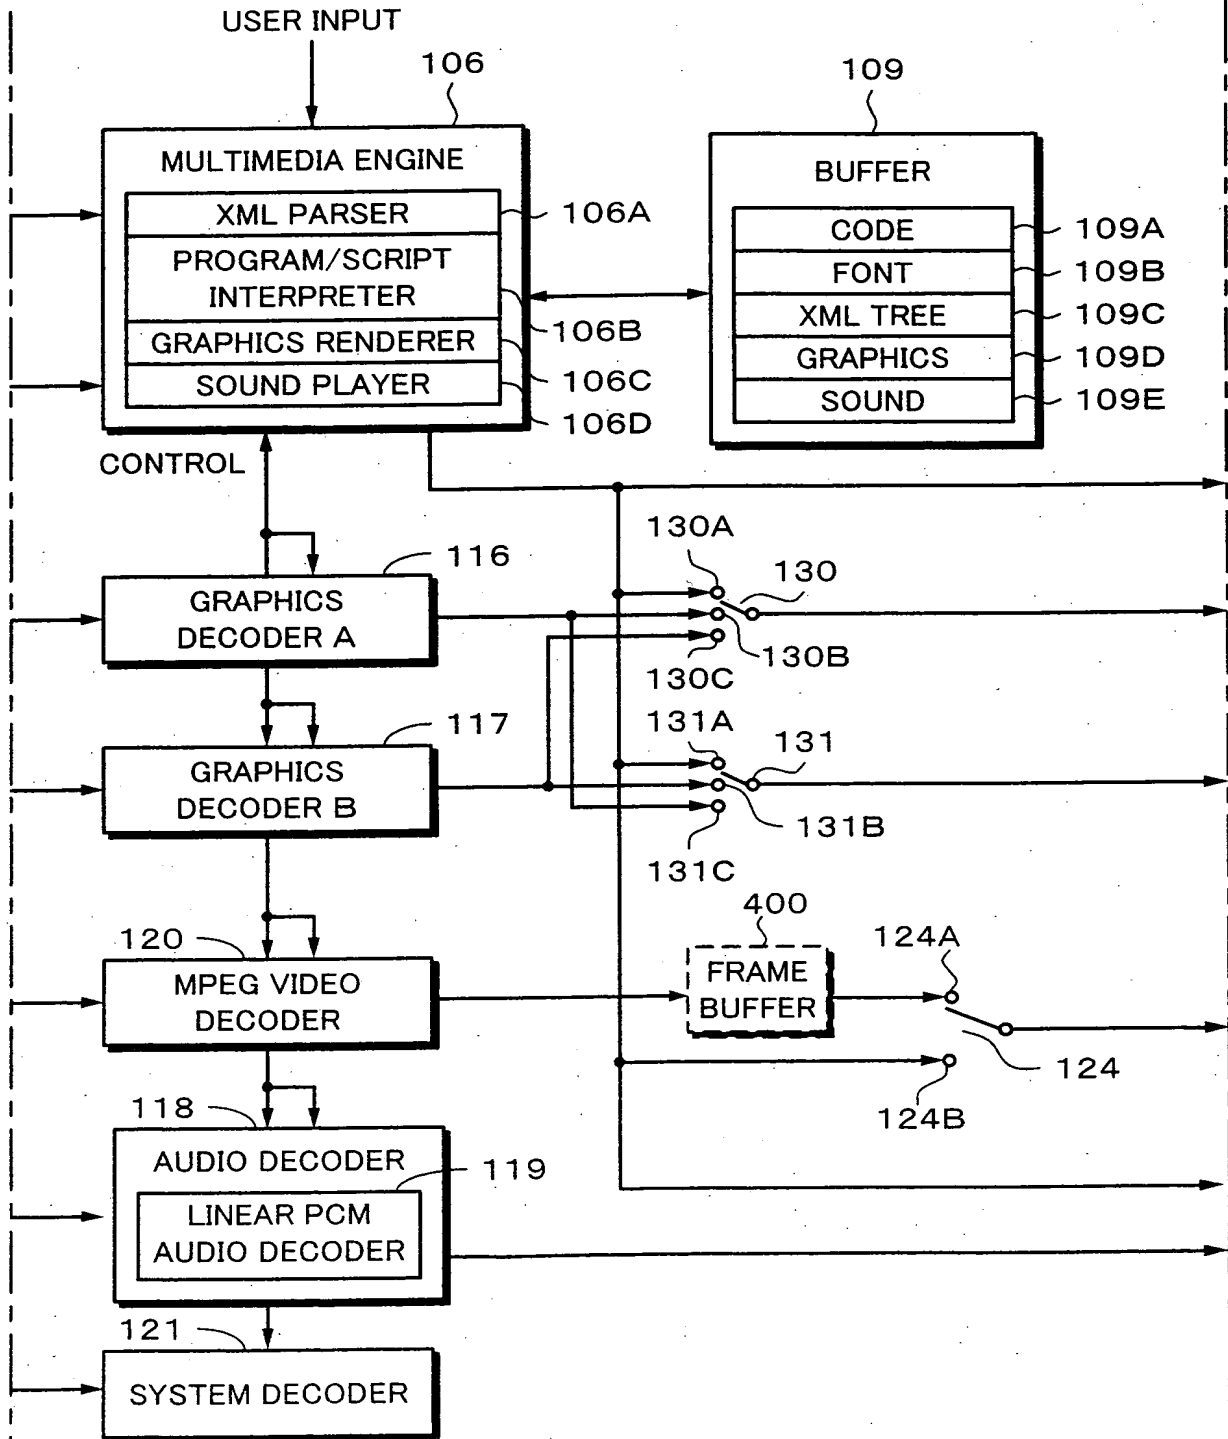 USER INPUT
106
109
MULTIMEDIA ENGINE
XML PARSER
106A
PROGRAM/SCRIPT
INTERPRETER
106B
GRAPHICS RENDERER
106C
SOUND PLAYER
106D
BUFFER
CODE
109A
FONT
109B
XML TREE
109C
GRAPHICS
109D
SOUND
109E
CONTROL
116
GRAPHICS
DECODER A
130A
130
130B
130C
117
GRAPHICS
DECODER B
131A
131
131B
131C
120
MPEG VIDEO
DECODER
400
FRAME
BUFFER
124A
124
124B
118
AUDIO DECODER
119
LINEAR PCM
AUDIO DECODER
121
SYSTEM DECODER